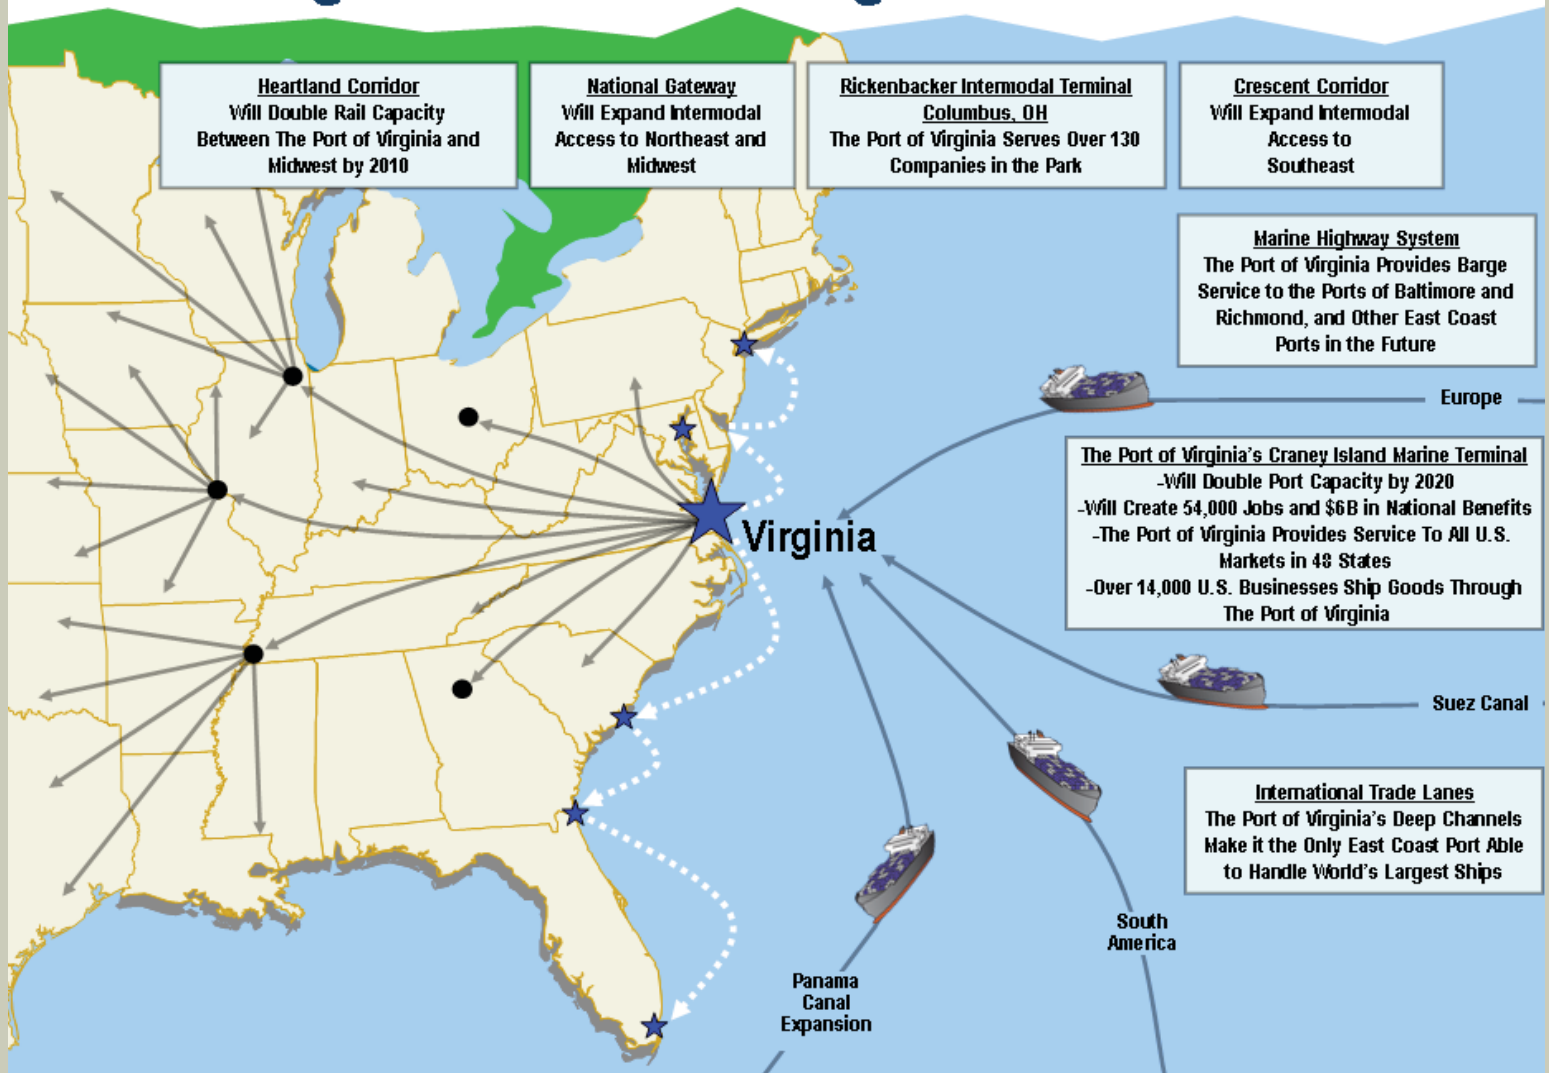 Heartland Corridor
Will Double Rail Capacity
Between The Port of Virginia and
Midwest by 2010
National Gateway
Will Expand Intermodal
Access to Northeast and
Midwest
Rickenbacker Intermodal Terminal
Columbus, OH
The Port of Virginia Serves Over 130
Companies in the Park
Crescent Corridor
Will Expand Intermodal
Access to
Southeast
Marine Highway System
The Port of Virginia Provides Barge
Service to the Ports of Baltimore and
Richmond, and Other East Coast
Ports in the Future
Europe
The Port of Virginia's Craney Island Marine Terminal
-Will Double Port Capacity by 2020
-Will Create 54,000 Jobs and $6B in National Benefits
-The Port of Virginia Provides Service To All U.S.
Markets in 48 States
-Over 14,000 U.S. Businesses Ship Goods Through
The Port of Virginia
Virginia
Suez Canal
International Trade Lanes
The Port of Virginia's Deep Channels
Make it the Only East Coast Port Able
to Handle World's Largest Ships
South
America
Panama
Canal
Expansion